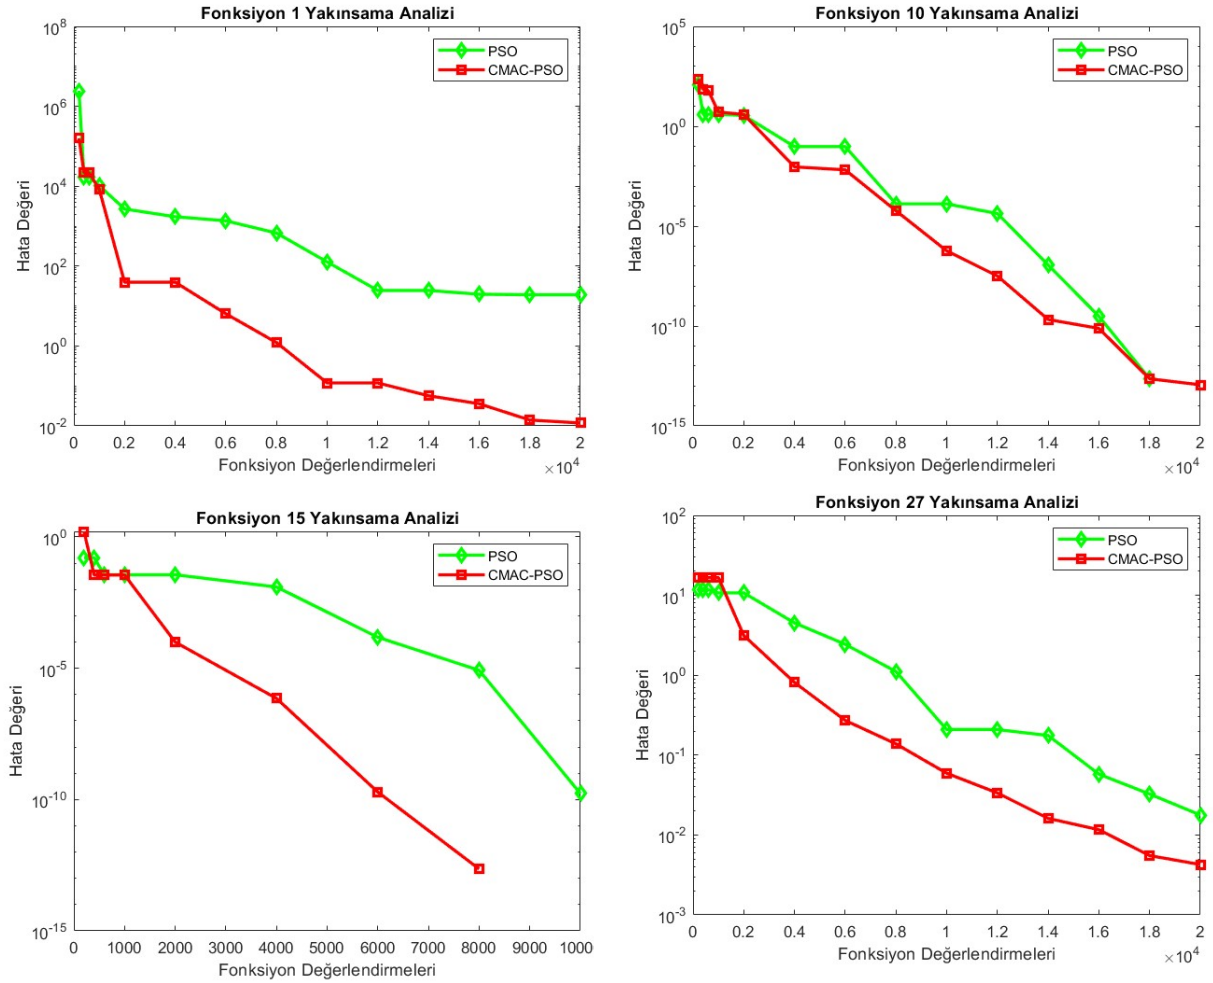 Fonksiyon 1 Yakınsama Analizi
10^8
10^6
10^4
10^2
10^0
10^-2
Hata Değeri
PSO
CMAC-PSO
0 0.2 0.4 0.6 0.8 1 1.2 1.4 1.6 1.8 2
Fonksiyon Değerlendirmeleri
×10^4
Fonksiyon 10 Yakınsama Analizi
10^5
10^0
10^-5
10^-10
10^-15
Hata Değeri
PSO
CMAC-PSO
0 0.2 0.4 0.6 0.8 1 1.2 1.4 1.6 1.8 2
Fonksiyon Değerlendirmeleri
×10^4
Fonksiyon 15 Yakınsama Analizi
10^0
10^-5
10^-10
10^-15
Hata Değeri
PSO
CMAC-PSO
0 1000 2000 3000 4000 5000 6000 7000 8000 9000 1000
Fonksiyon Değerlendirmeleri
Fonksiyon 27 Yakınsama Analizi
10^2
10^1
10^0
10^-1
10^-2
10^-3
Hata Değeri
PSO
CMAC-PSO
0 0.2 0.4 0.6 0.8 1 1.2 1.4 1.6 1.8 2
Fonksiyon Değerlendirmeleri
×10^4